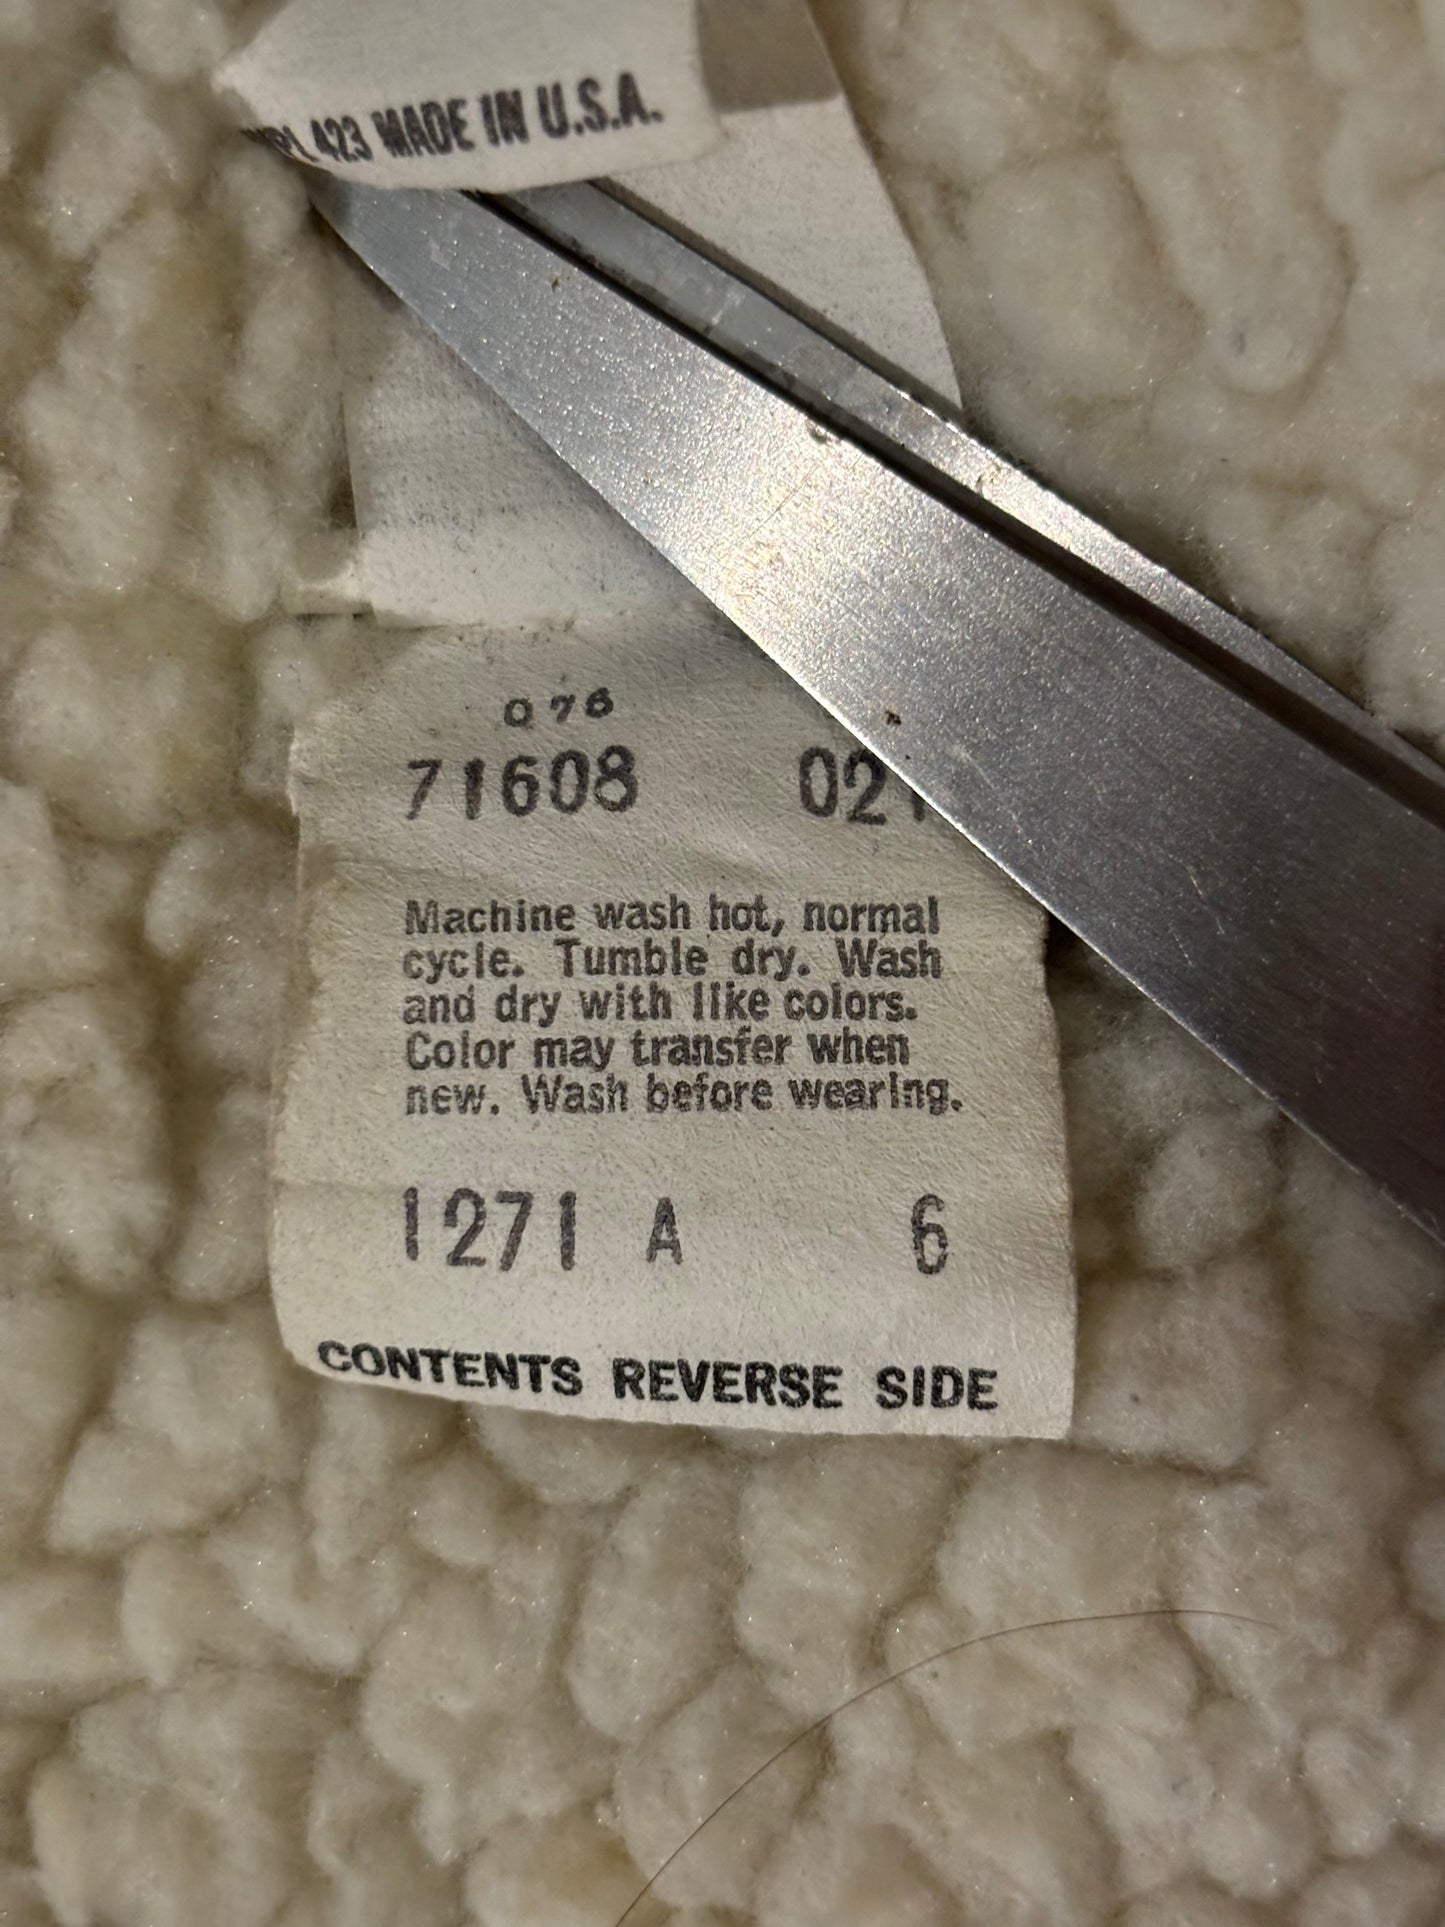 423 MADE IN U.S.A.
076
71608 021
Machine wash hot, normal
cycle. Tumble dry. Wash
and dry with like colors.
Color may transfer when
new. Wash before wearing.
1271 A 6
CONTENTS REVERSE SIDE